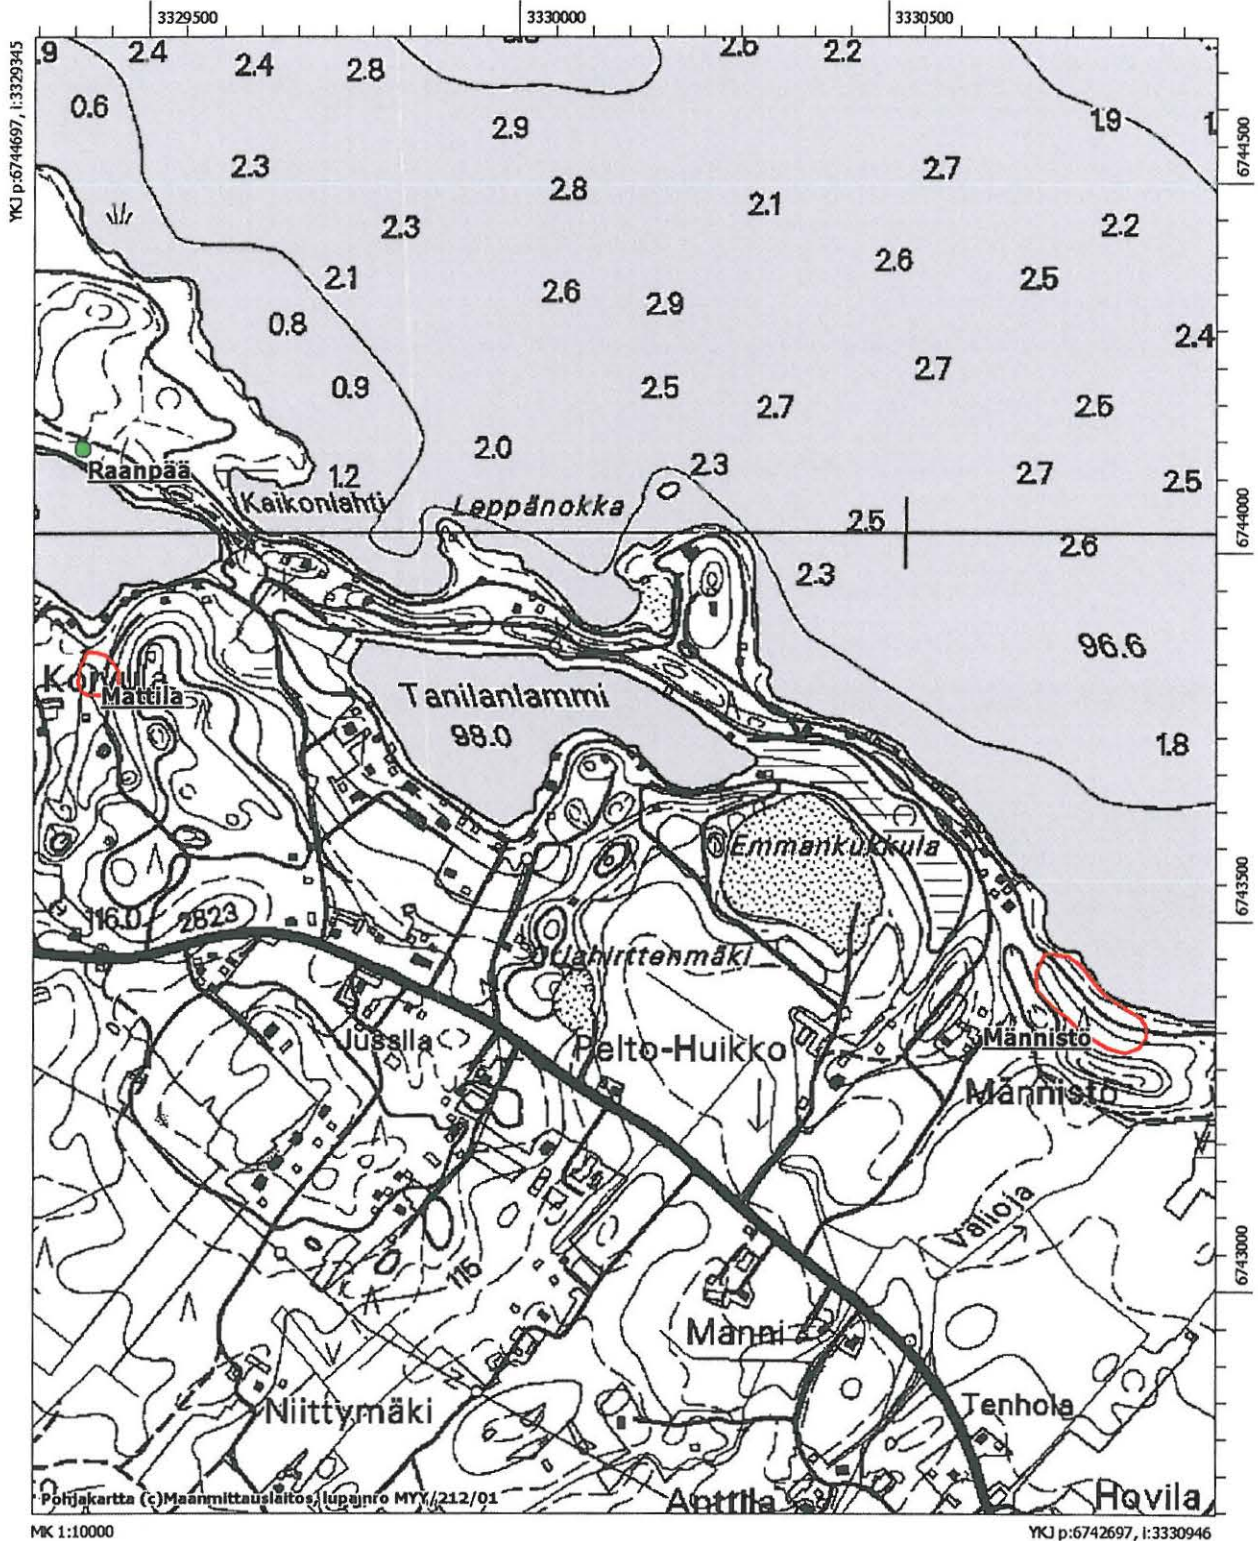 3329500 3330000 3330500
YKJ p:6744697, l:3329345
.9 2.4 2.0 2.2
2.4 2.8
0.6 2.9 1.9
6744500
2.3 2.8 2.7
2.1
2.3 2.2
2.1 2.6
2.6 2.9 2.5
0.8
2.4
2.7
0.9 2.5
2.7 2.5
2.0
Raanpää 1.2 2.3 2.7 2.5
Kaikonlahti Leppänokka
2.5 6744000
2.6
2.3
96.6
Mattila Tanilanlammi
98.0 1.8
Emmankukkula
116.0 2823 6743500
Jussila Pelto-Huikko Männistö
Männistö
Välioja
115
6743000
Manni
Niittymäki Tenhola
Pohjakartta (c)Maanmittauslaitos, lupanro MYY/212/01
Anttila Hovila
MK 1:10000 YKJ p:6742697, l:3330946